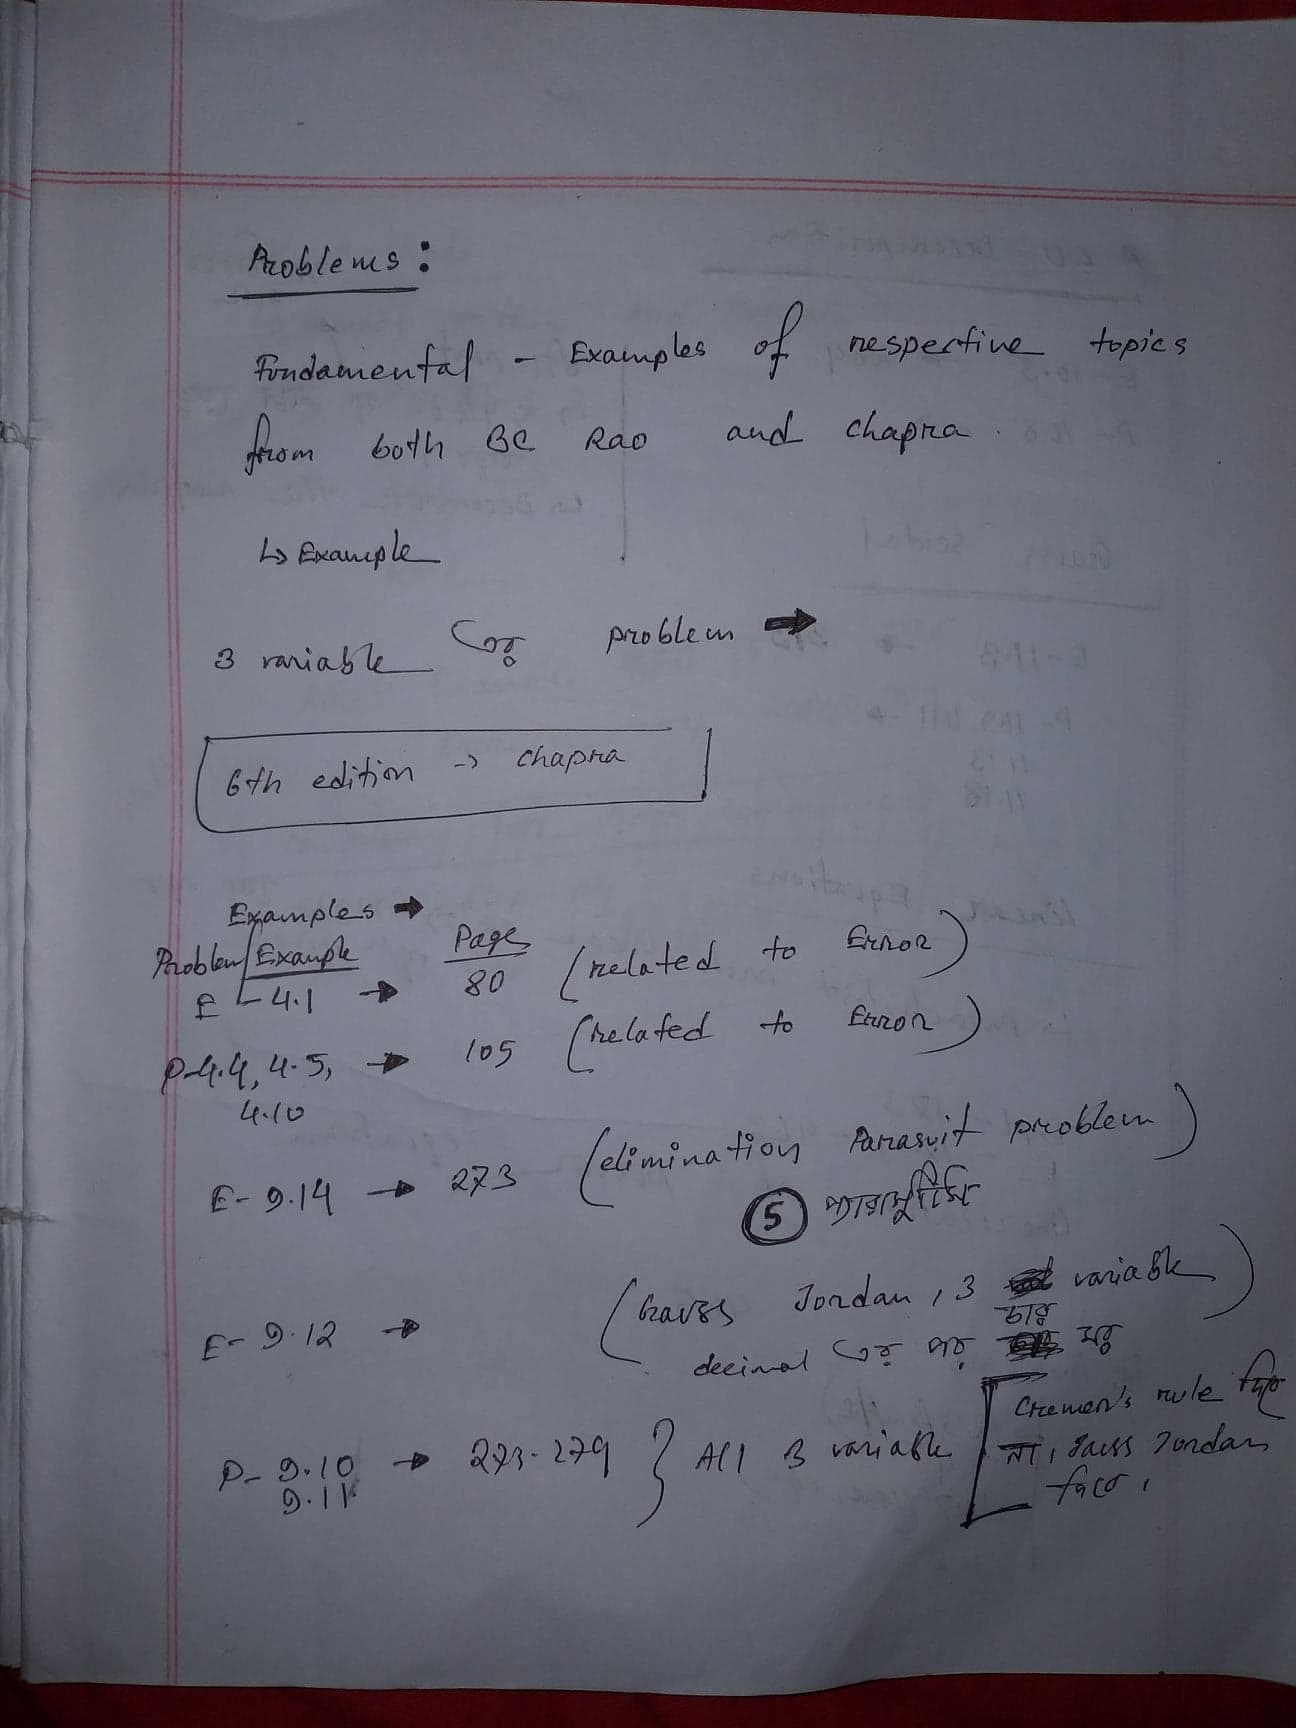 Problems :
Fundamental - Examples of respective topics
from both BC Rao and chapra.
↳ Example
3 variable এর problem →
6th edition → chapra
Examples →
Problem/Example Page
E - 4.1 → 80 (related to Error)
P-4.4, 4.5, → 105 (related to Error)
4.10
E- 9.14 → 273 (elimination Parasuit problem)
5
E- 9.12 → (Gauss Jordan, 3 variable
decimal এর পর চার ঘর)
P- 9.10 → 273-279 } All 3 variable [Cremer's rule দিয়ে
9.11 না, Gauss Jordan
দিয়ে।